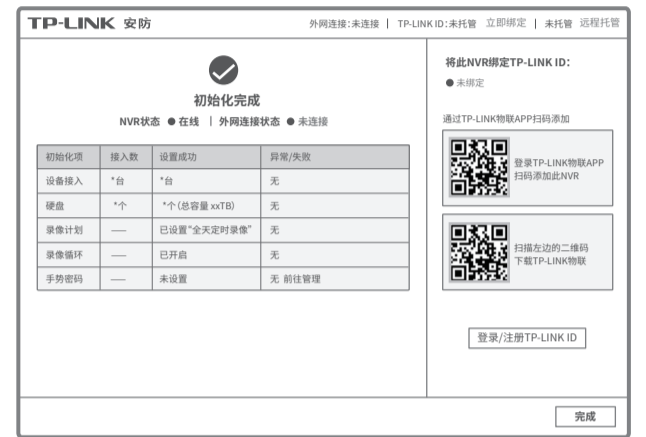 TP-LINK 安防
外网连接:未连接 | TP-LINK ID:未托管 立即绑定 | 未托管 远程托管
初始化完成
NVR状态 ● 在线 | 外网连接状态 ● 未连接
初始化项 接入数 设置成功 异常/失败
设备接入 *台 *台 无
硬盘 *个 *个(总容量 xxTB) 无
录像计划 — 已设置“全天定时录像” 无
录像循环 — 已开启 无
手势密码 — 未设置 无 前往管理
将此NVR绑定TP-LINK ID:
● 未绑定
通过TP-LINK物联APP扫码添加
登录TP-LINK物联APP
扫码添加此NVR
扫描左边的二维码
下载TP-LINK物联
登录/注册TP-LINK ID
完成